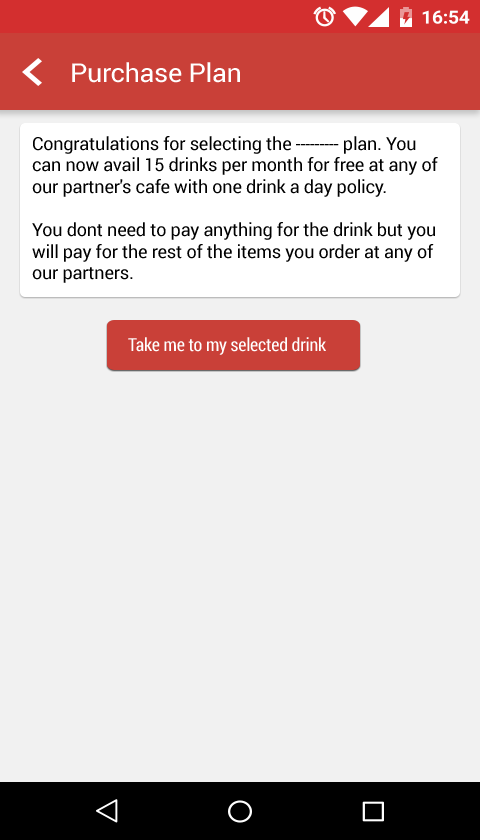 16:54
Purchase Plan
Congratulations for selecting the --------- plan. You
can now avail 15 drinks per month for free at any of
our partner's cafe with one drink a day policy.
You dont need to pay anything for the drink but you
will pay for the rest of the items you order at any of
our partners.
Take me to my selected drink